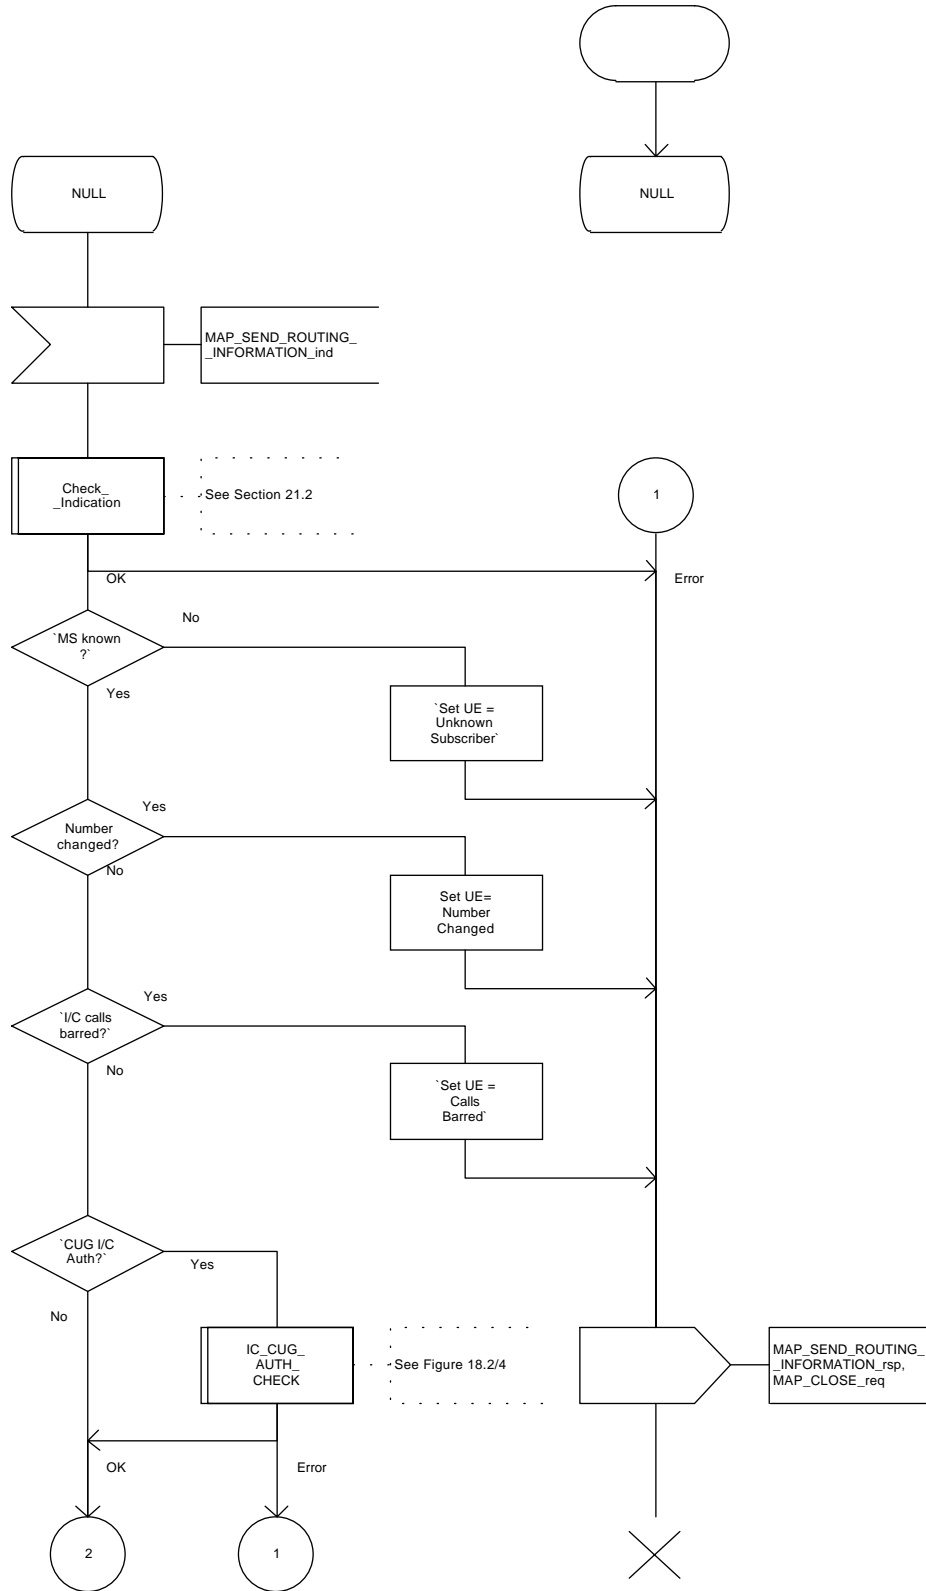 NULL
NULL
MAP_SEND_ROUTING_
_INFORMATION_ind
Check_
_Indication
See Section 21.2
1
OK
Error
No
`MS known
?`
Yes
`Set UE =
Unknown
Subscriber`
Yes
Number
changed?
No
Set UE=
Number
Changed
Yes
`I/C calls
barred?`
No
`Set UE =
Calls
Barred`
`CUG I/C
Auth?`
Yes
No
IC_CUG_
AUTH_
CHECK
See Figure 18.2/4
MAP_SEND_ROUTING_
_INFORMATION_rsp,
MAP_CLOSE_req
OK
Error
2
1